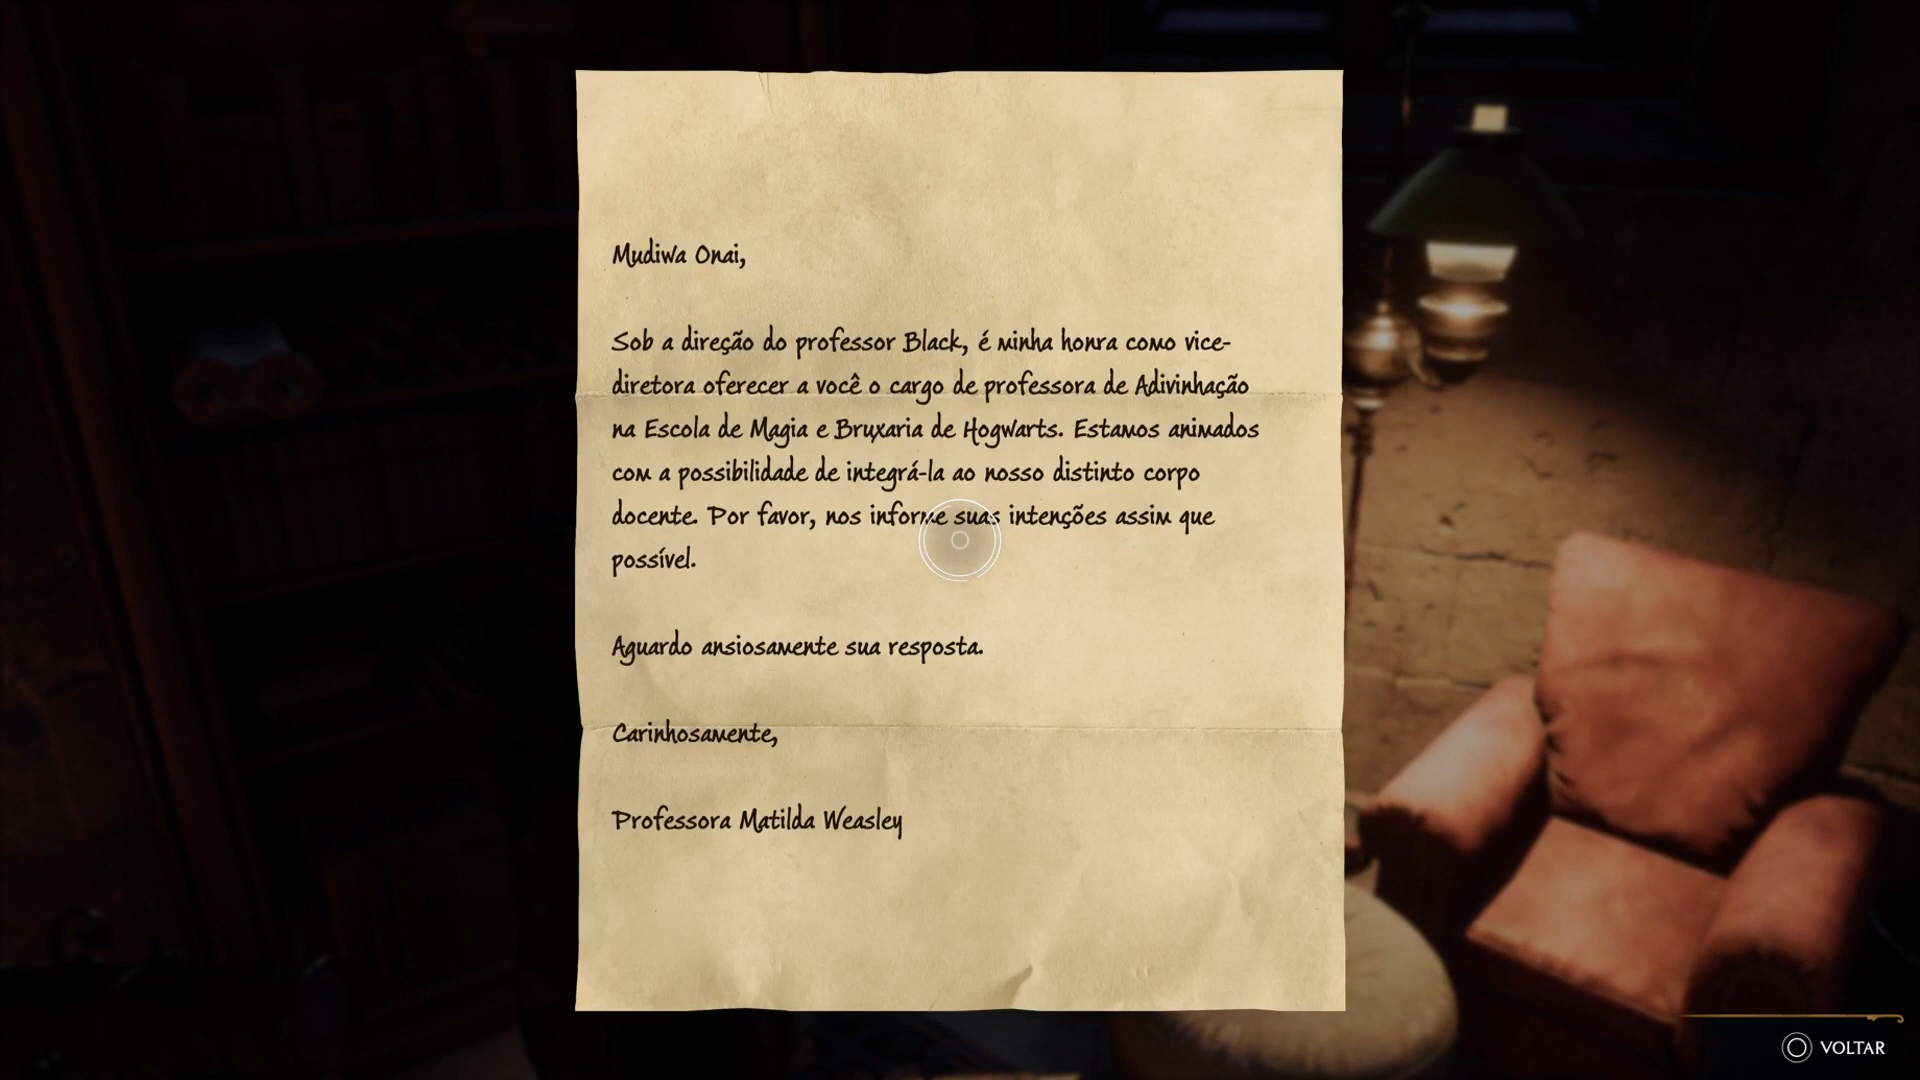 Mudiwa Onai,
Sob a direção do professor Black, é minha honra como vice-
diretora oferecer a você o cargo de professora de Adivinhação
na Escola de Magia e Bruxaria de Hogwarts. Estamos animados
com a possibilidade de integrá-la ao nosso distinto corpo
docente. Por favor, nos informe suas intenções assim que
possível.
Aguardo ansiosamente sua resposta.
Carinhosamente,
Professora Matilda Weasley
VOLTAR